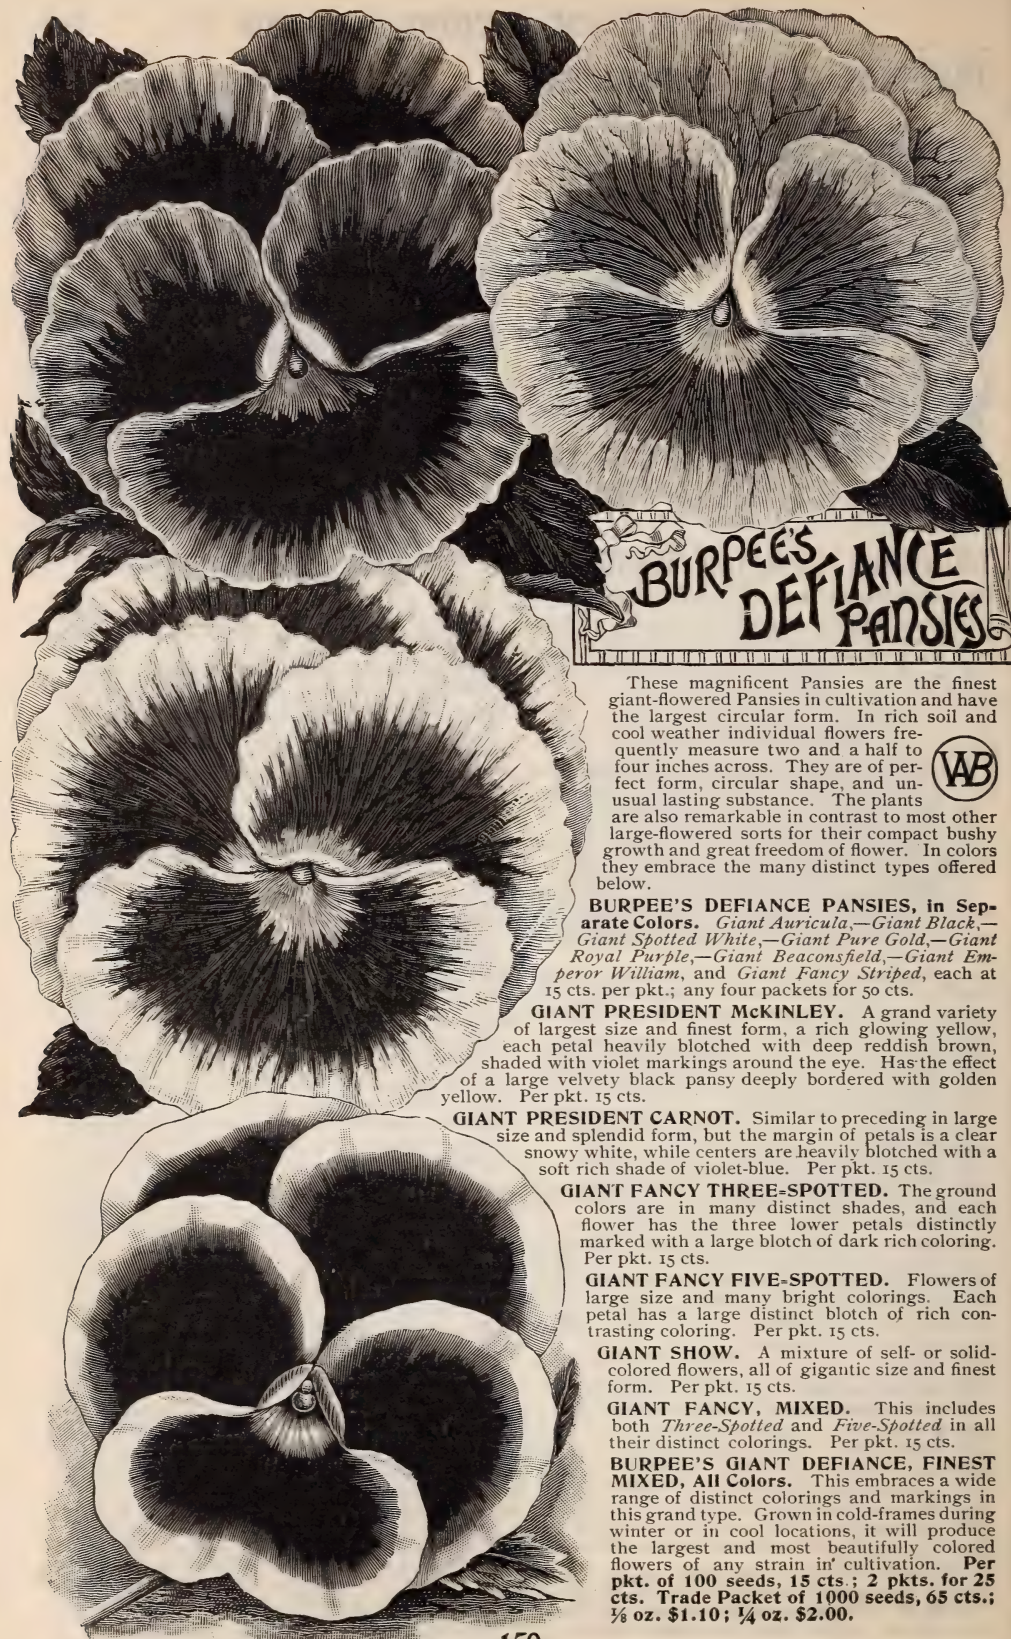 BURPEE'S
DEFIANCE
PANSIES
These magnificent Pansies are the finest
giant-flowered Pansies in cultivation and have
the largest circular form. In rich soil and
cool weather individual flowers fre-
quently measure two and a half to
four inches across. They are of per-
fect form, circular shape, and un-
usual lasting substance. The plants
WAB
are also remarkable in contrast to most other
large-flowered sorts for their compact bushy
growth and great freedom of flower. In colors
they embrace the many distinct types offered
below.
BURPEE'S DEFIANCE PANSIES, in Sep-
arate Colors. Giant Auricula,—Giant Black,—
Giant Spotted White,—Giant Pure Gold,—Giant
Royal Purple,—Giant Beaconsfield,—Giant Em-
peror William, and Giant Fancy Striped, each at
15 cts. per pkt.; any four packets for 50 cts.
GIANT PRESIDENT McKINLEY. A grand variety
of largest size and finest form, a rich glowing yellow,
each petal heavily blotched with deep reddish brown,
shaded with violet markings around the eye. Has the effect
of a large velvety black pansy deeply bordered with golden
yellow. Per pkt. 15 cts.
GIANT PRESIDENT CARNOT. Similar to preceding in large
size and splendid form, but the margin of petals is a clear
snowy white, while centers are heavily blotched with a
soft rich shade of violet-blue. Per pkt. 15 cts.
GIANT FANCY THREE=SPOTTED. The ground
colors are in many distinct shades, and each
flower has the three lower petals distinctly
marked with a large blotch of dark rich coloring.
Per pkt. 15 cts.
GIANT FANCY FIVE=SPOTTED. Flowers of
large size and many bright colorings. Each
petal has a large distinct blotch of rich con-
trasting coloring. Per pkt. 15 cts.
GIANT SHOW. A mixture of self- or solid-
colored flowers, all of gigantic size and finest
form. Per pkt. 15 cts.
GIANT FANCY, MIXED. This includes
both Three-Spotted and Five-Spotted in all
their distinct colorings. Per pkt. 15 cts.
BURPEE'S GIANT DEFIANCE, FINEST
MIXED, All Colors. This embraces a wide
range of distinct colorings and markings in
this grand type. Grown in cold-frames during
winter or in cool locations, it will produce
the largest and most beautifully colored
flowers of any strain in cultivation. Per
pkt. of 100 seeds, 15 cts.; 2 pkts. for 25
cts. Trade Packet of 1000 seeds, 65 cts.;
⅛ oz. $1.10; ¼ oz. $2.00.